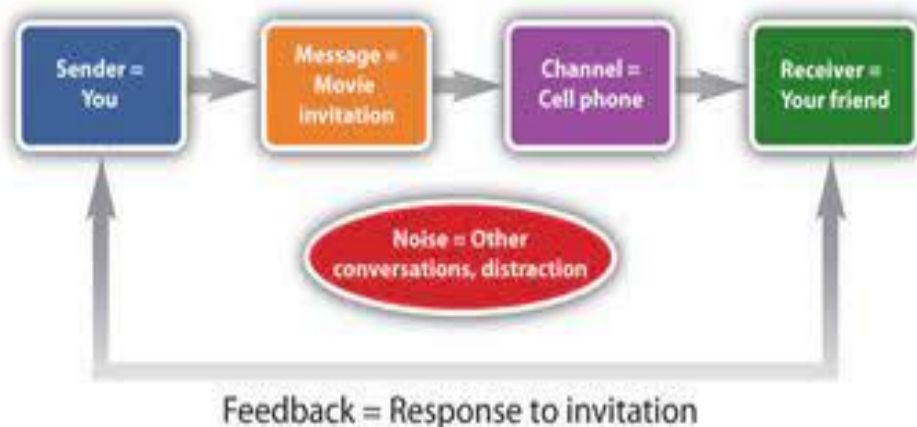 Sender =
You
Message =
Movie
invitation
Channel =
Cell phone
Receiver =
Your friend
Noise = Other
conversations, distraction
Feedback = Response to invitation